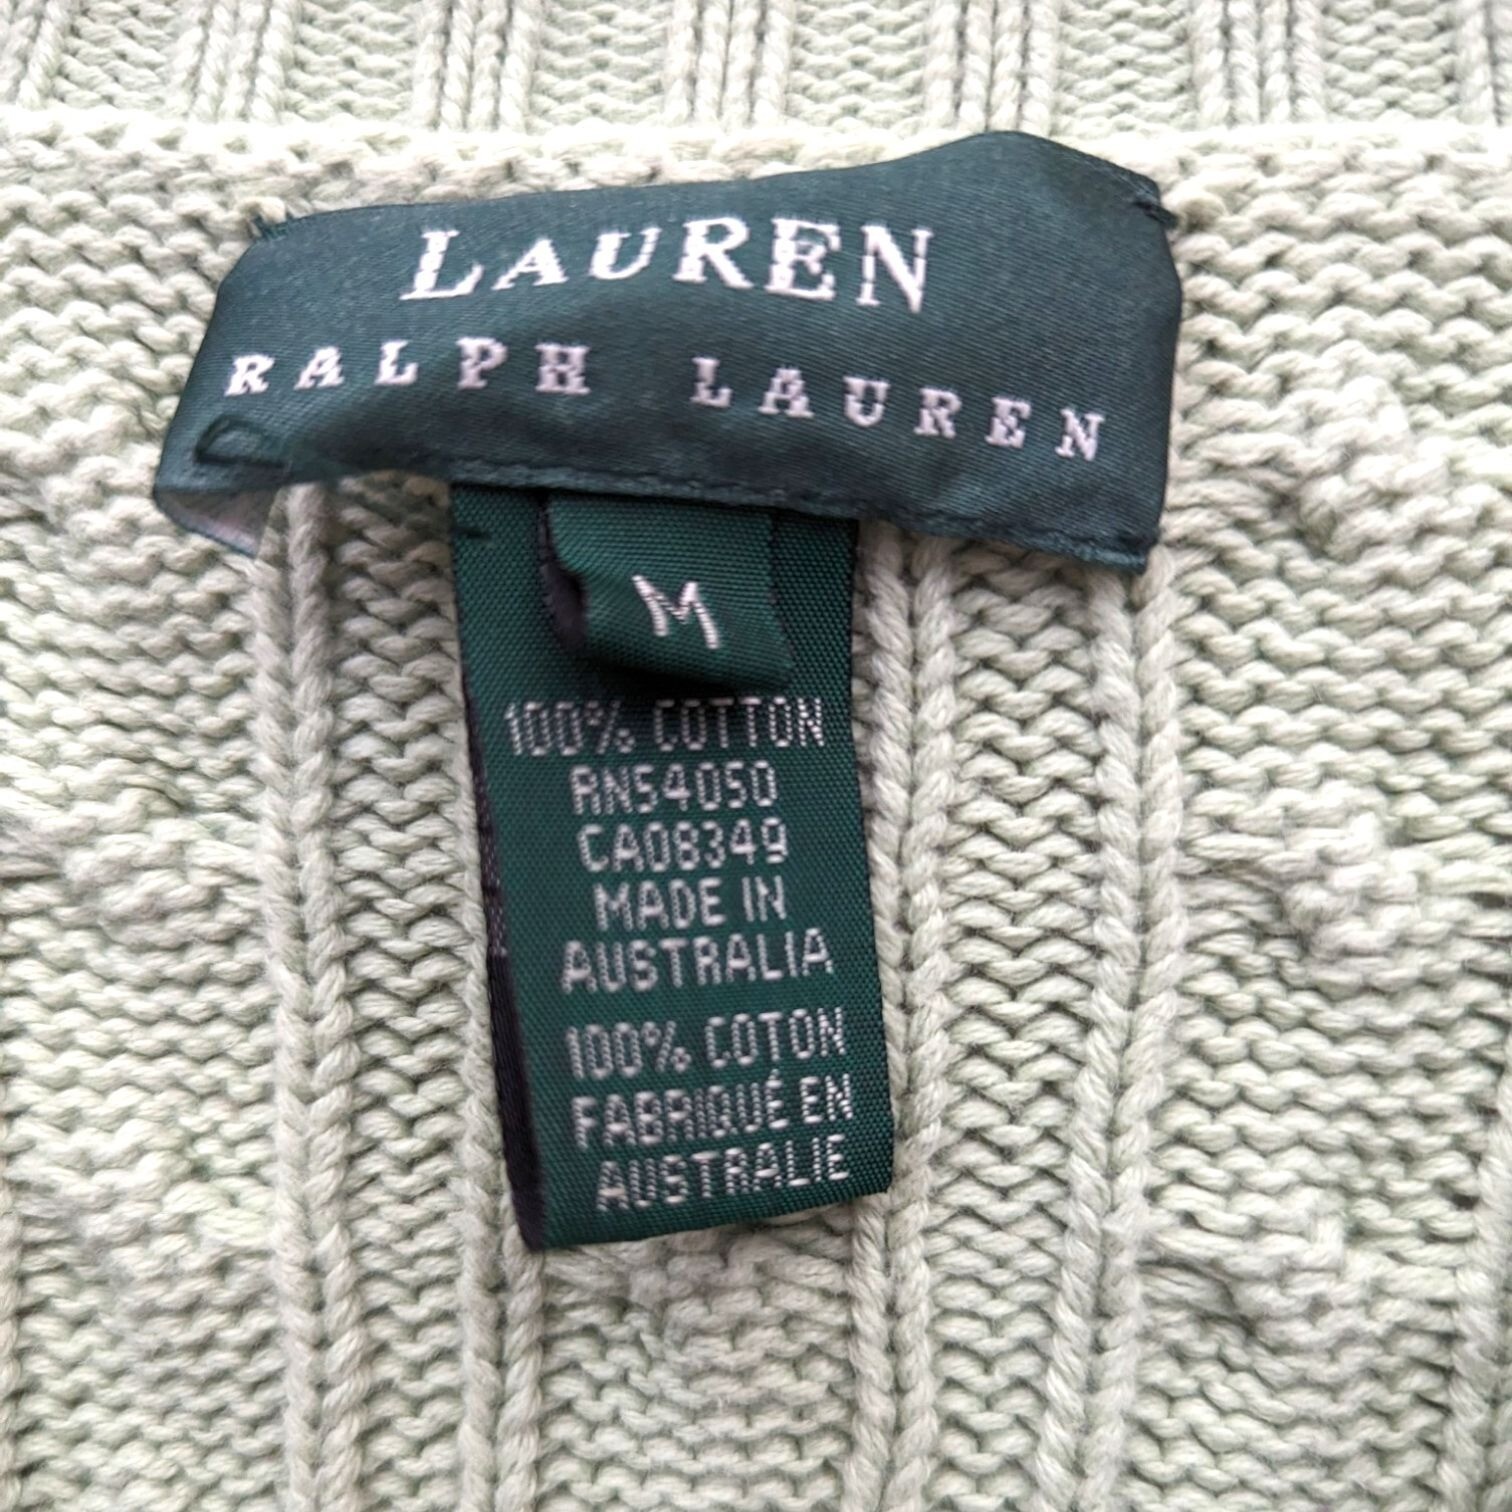 LAUREN
RALPH LAUREN
M
100% COTTON
RN54050
CA08349
MADE IN
AUSTRALIA
100% COTON
FABRIQUÉ EN
AUSTRALIE